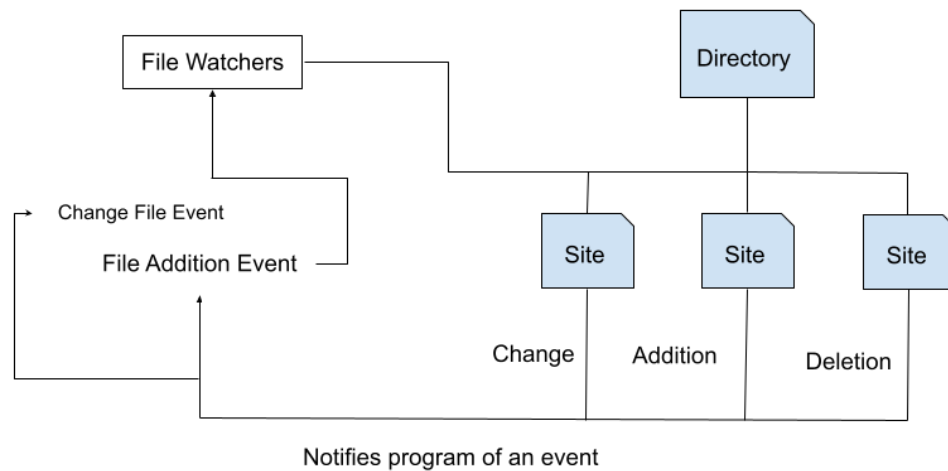 File Watchers
Directory
Change File Event
File Addition Event
Site
Site
Site
Change
Addition
Deletion
Notifies program of an event